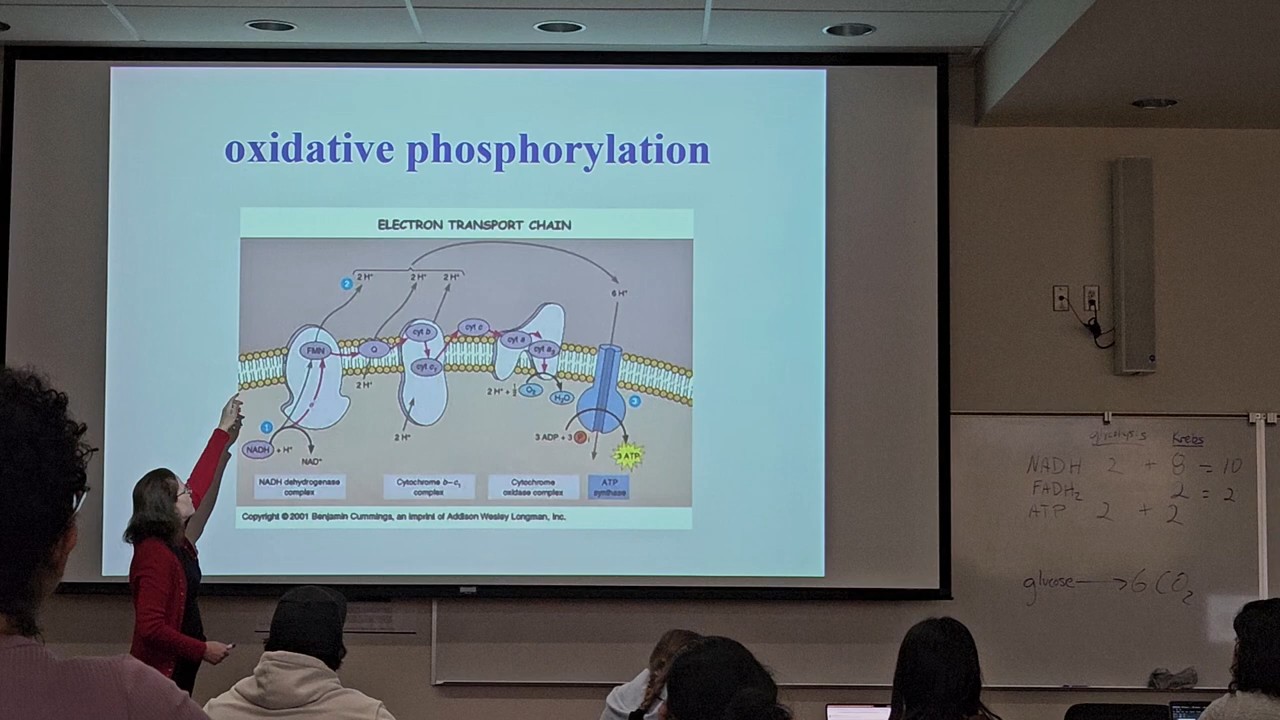 oxidative phosphorylation
ELECTRON TRANSPORT CHAIN
2 2 H⁺ 2 H⁺ 2 H⁺
6 H⁺
cyt b cyt c
FMN Q cyt a cyt a₃
cyt c₁
2 H⁺
2 H⁺ + ½ O₂ H₂O
3
1
2 H⁺ 3 ADP + 3 P i
NADH + H⁺ 3 ATP
NAD⁺
NADH dehydrogenase
complex
Cytochrome b-c₁
complex
Cytochrome
oxidase complex
ATP
synthase
Copyright © 2001 Benjamin Cummings, an imprint of Addison Wesley Longman, Inc.
glycolysis Krebs
NADH 2 + 8 = 10
FADH₂ 2 = 2
ATP 2 + 2
glucose → 6 CO₂